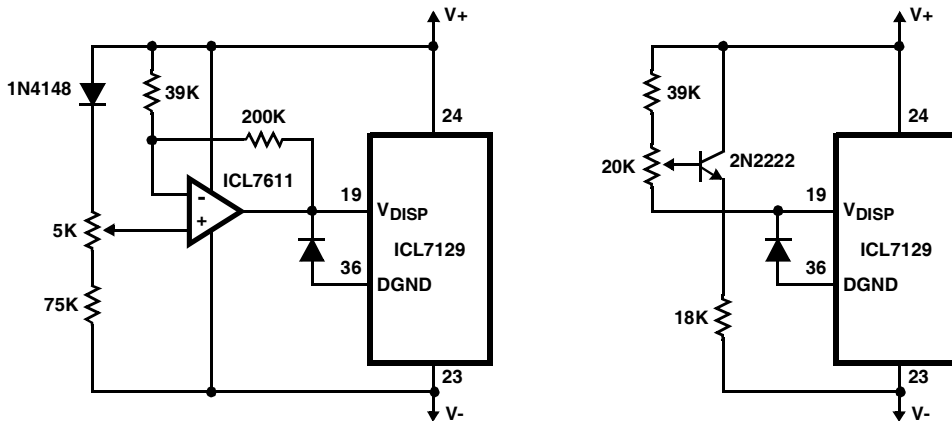 V+
1N4148
39K
200K
24
ICL7611
-
+
19
VDISP
5K
ICL7129
36
DGND
75K
23
V-
V+
39K
24
20K
2N2222
19
VDISP
ICL7129
36
DGND
18K
23
V-